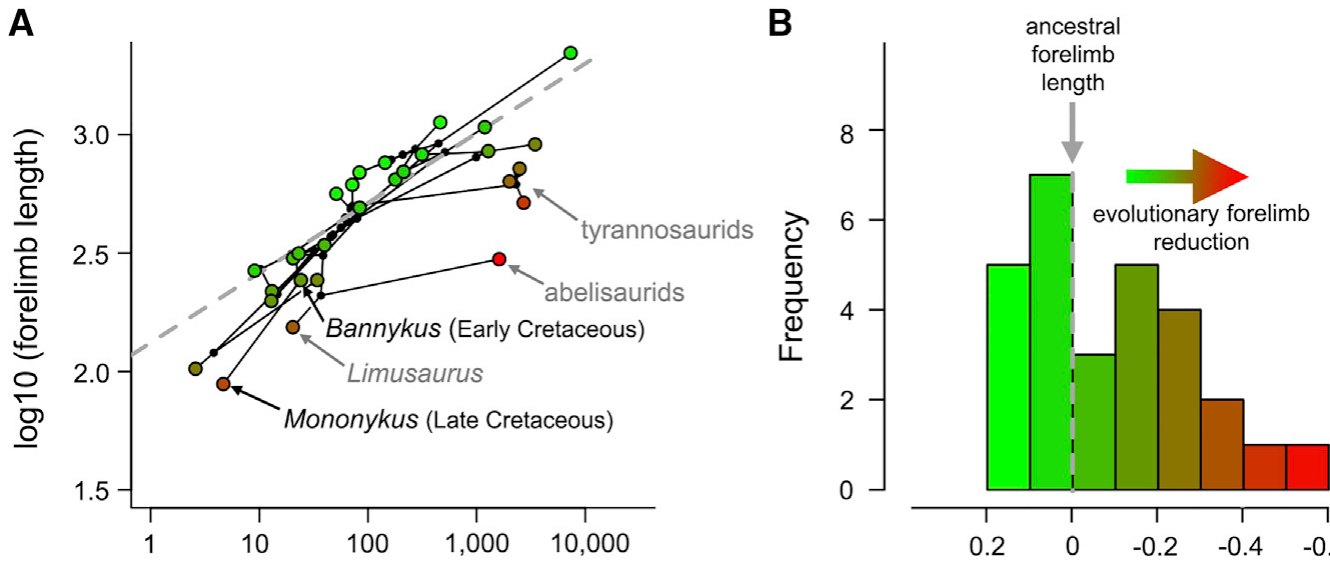 A
log10 (forelimb length)
3.0
2.5
2.0
1.5
1
10
100
1,000
10,000
tyrannosaurids
abelisaurids
Bannykus (Early Cretaceous)
Limusaurus
Mononykus (Late Cretaceous)
B
ancestral
forelimb
length
evolutionary forelimb
reduction
Frequency
8
6
4
2
0
0.2
0
-0.2
-0.4
-0.